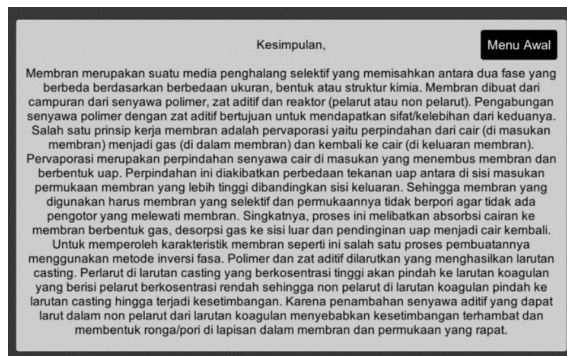 Kesimpulan,
Menu Awal
Membran merupakan suatu media penghalang selektif yang memisahkan antara dua fase yang
berbeda berdasarkan berbedaan ukuran, bentuk atau struktur kimia. Membran dibuat dari
campuran dari senyawa polimer, zat aditif dan reaktor (pelarut atau non pelarut). Pengabungan
senyawa polimer dengan zat aditif bertujuan untuk mendapatkan sifat/kelebihan dari keduanya.
Salah satu prinsip kerja membran adalah pervaporasi yaitu perpindahan dari cair (di masukan
membran) menjadi gas (di dalam membran) dan kembali ke cair (di keluaran membran).
Pervaporasi merupakan perpindahan senyawa cair di masukan yang menembus membran dan
berbentuk uap. Perpindahan ini diakibatkan perbedaan tekanan uap antara di sisi masukan
permukaan membran yang lebih tinggi dibandingkan sisi keluaran. Sehingga membran yang
digunakan harus membran yang selektif dan permukaannya tidak berpori agar tidak ada
pengotor yang melewati membran. Singkatnya, proses ini melibatkan absorbsi cairan ke
membran berbentuk gas, desorpsi gas ke sisi luar dan pendinginan uap menjadi cair kembali.
Untuk memperoleh karakteristik membran seperti ini salah satu proses pembuatannya
menggunakan metode inversi fasa. Polimer dan zat aditif dilarutkan yang menghasilkan larutan
casting. Perlarut di larutan casting yang berkosentrasi tinggi akan pindah ke larutan koagulan
yang berisi pelarut berkosentrasi rendah sehingga non pelarut di larutan koagulan pindah ke
larutan casting hingga terjadi kesetimbangan. Karena penambahan senyawa aditif yang dapat
larut dalam non pelarut dari larutan koagulan menyebabkan kesetimbangan terhambat dan
membentuk ronga/pori di lapisan dalam membran dan permukaan yang rapat.